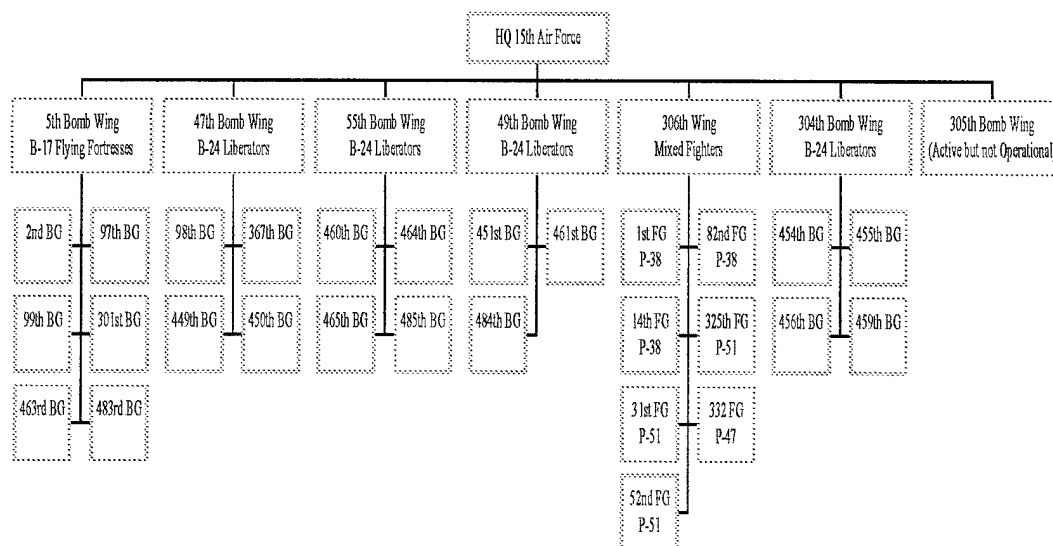 HQ 15th Air Force
5th Bomb Wing
B-17 Flying Fortresses
47th Bomb Wing
B-24 Liberators
55th Bomb Wing
B-24 Liberators
49th Bomb Wing
B-24 Liberators
306th Wing
Mixed Fighters
304th Bomb Wing
B-24 Liberators
305th Bomb Wing
(Active but not Operational)
2nd BG
97th BG
98th BG
367th BG
460th BG
464th BG
451st BG
461st BG
1st FG
P-38
82nd FG
P-38
454th BG
455th BG
99th BG
301st BG
449th BG
450th BG
465th BG
485th BG
484th BG
14th FG
P-38
325th FG
P-51
456th BG
459th BG
463rd BG
483rd BG
31st FG
P-51
332 FG
P-47
52nd FG
P-51